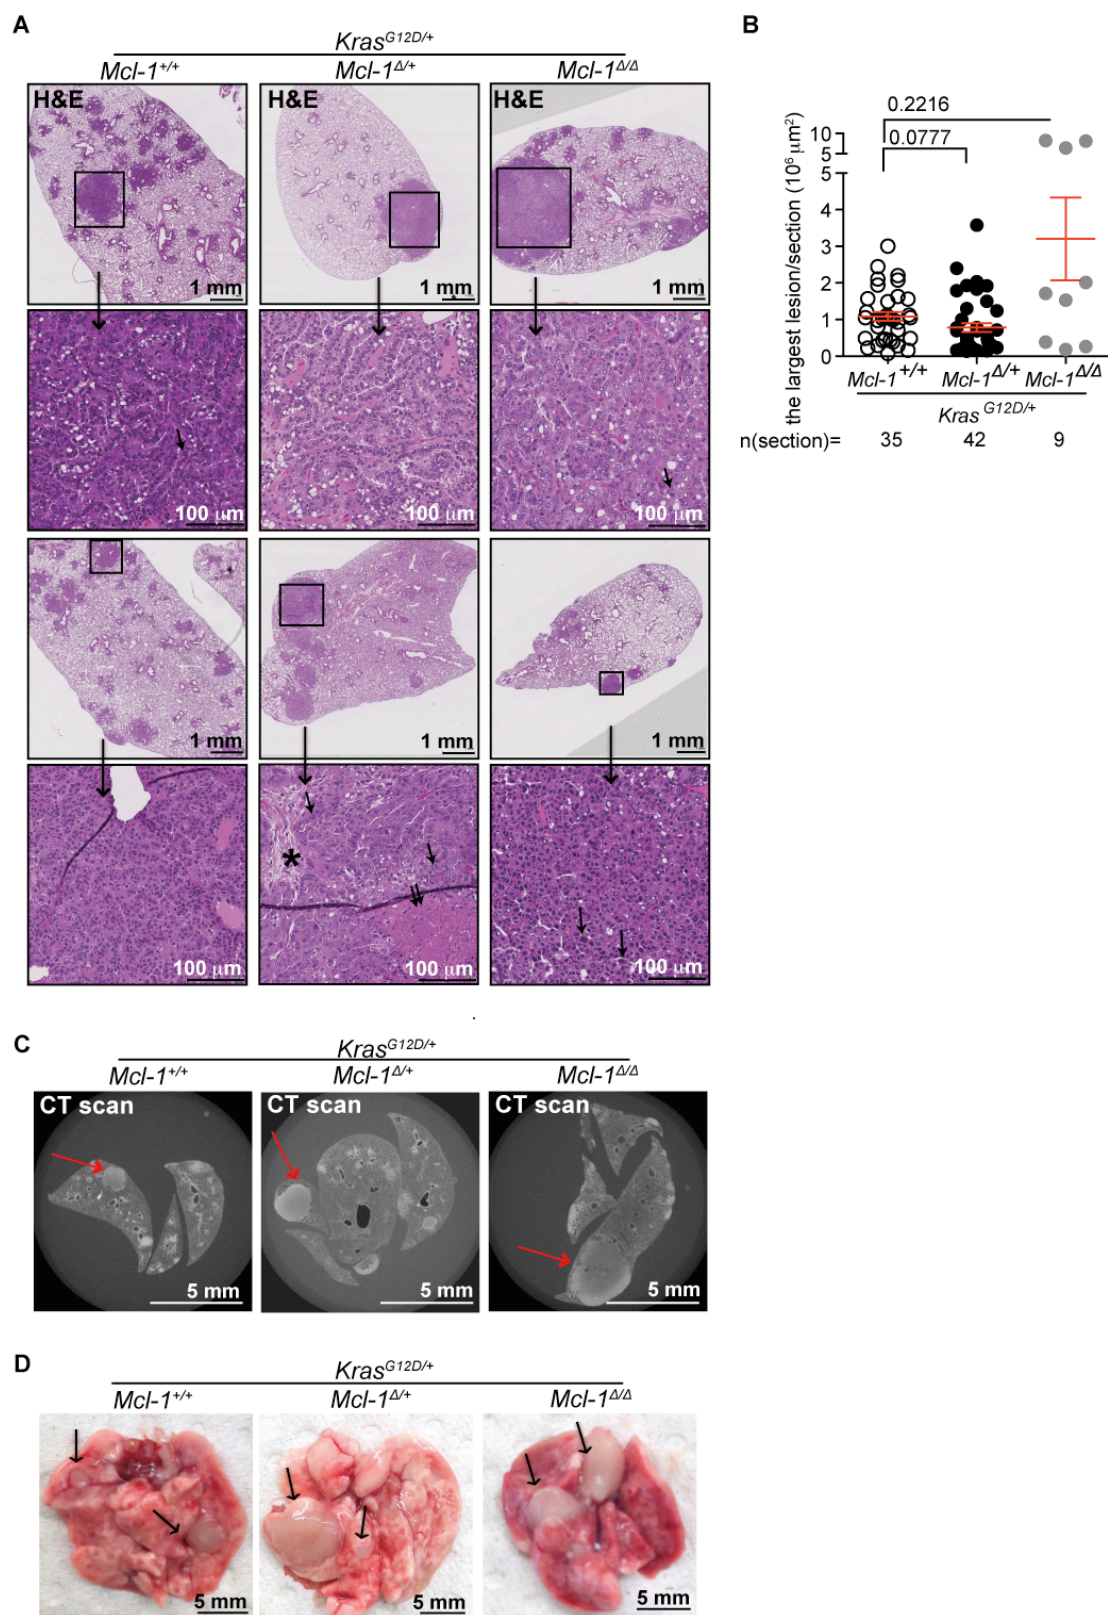 A
Kras^G12D/+
Mcl-1^+/+ Mcl-1^Δ/+ Mcl-1^Δ/Δ
H&E H&E H&E
1 mm 1 mm 1 mm
100 μm 100 μm 100 μm
1 mm 1 mm 1 mm
*
100 μm 100 μm 100 μm
B
the largest lesion/section (10^6 μm^2)
0.2216
0.0777
10
5
5
4
3
2
1
0
Mcl-1^+/+ Mcl-1^Δ/+ Mcl-1^Δ/Δ
Kras^G12D/+
n(section)= 35 42 9
C
Kras^G12D/+
Mcl-1^+/+ Mcl-1^Δ/+ Mcl-1^Δ/Δ
CT scan CT scan CT scan
5 mm 5 mm 5 mm
D
Kras^G12D/+
Mcl-1^+/+ Mcl-1^Δ/+ Mcl-1^Δ/Δ
5 mm 5 mm 5 mm